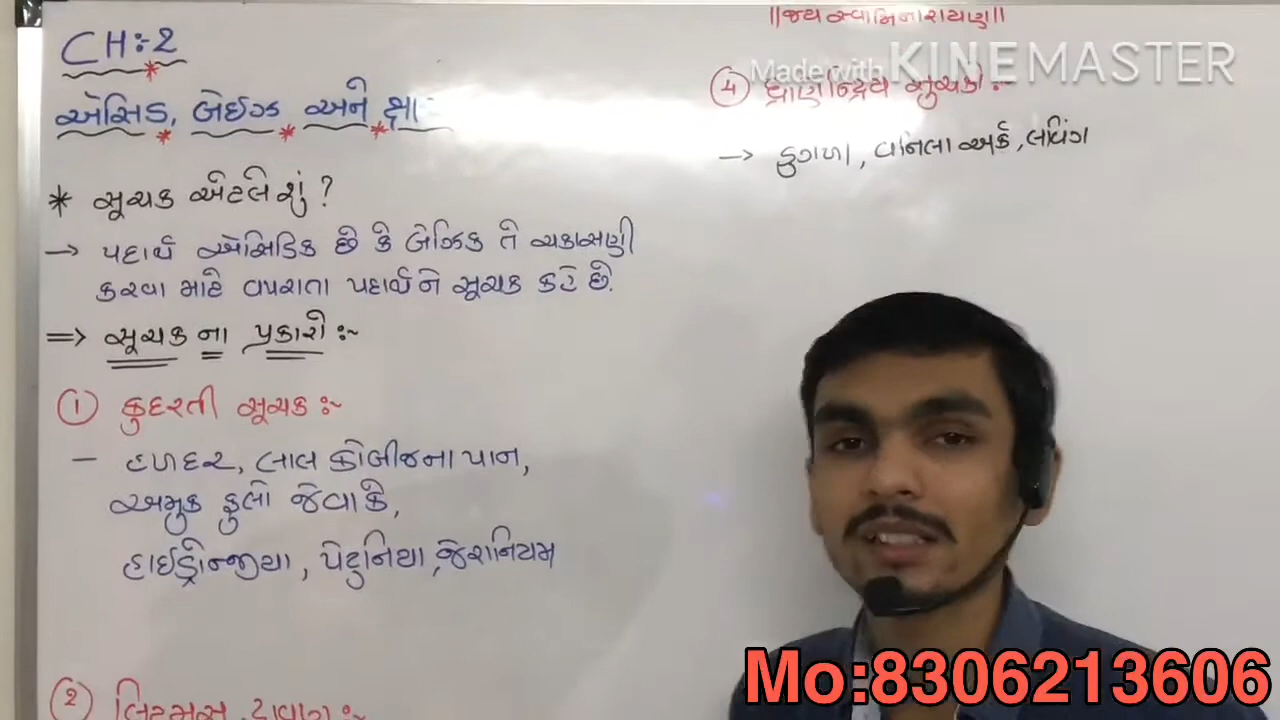 CH:-2
એસિડ, બેઈઝ અને ક્ષા
* સૂચક એટલે શું ?
→ પદાર્થ એસિડિક છે કે બેઝિક તે ચકાસણી
કરવા માટે વપરાતા પદાર્થને સૂચક કહે છે.
⇒ સૂચક ના પ્રકારો :~
① કુદરતી સૂચક :~
- હળદર, લાલ કોબીજના પાન,
અમુક ફુલો જેવા કે,
હાઈડ્રેન્જીયા, પેટુનિયા, જેરાનિયમ
② લિટમસ દ્રાવણ :~
||જય સ્વામિનારાયણ||
Made with KINEMASTER
④ ઘ્રાણેન્દ્રિય સુચકો :~
→ ડુંગળી, વેનિલા અર્ક, લવિંગ
Mo:8306213606